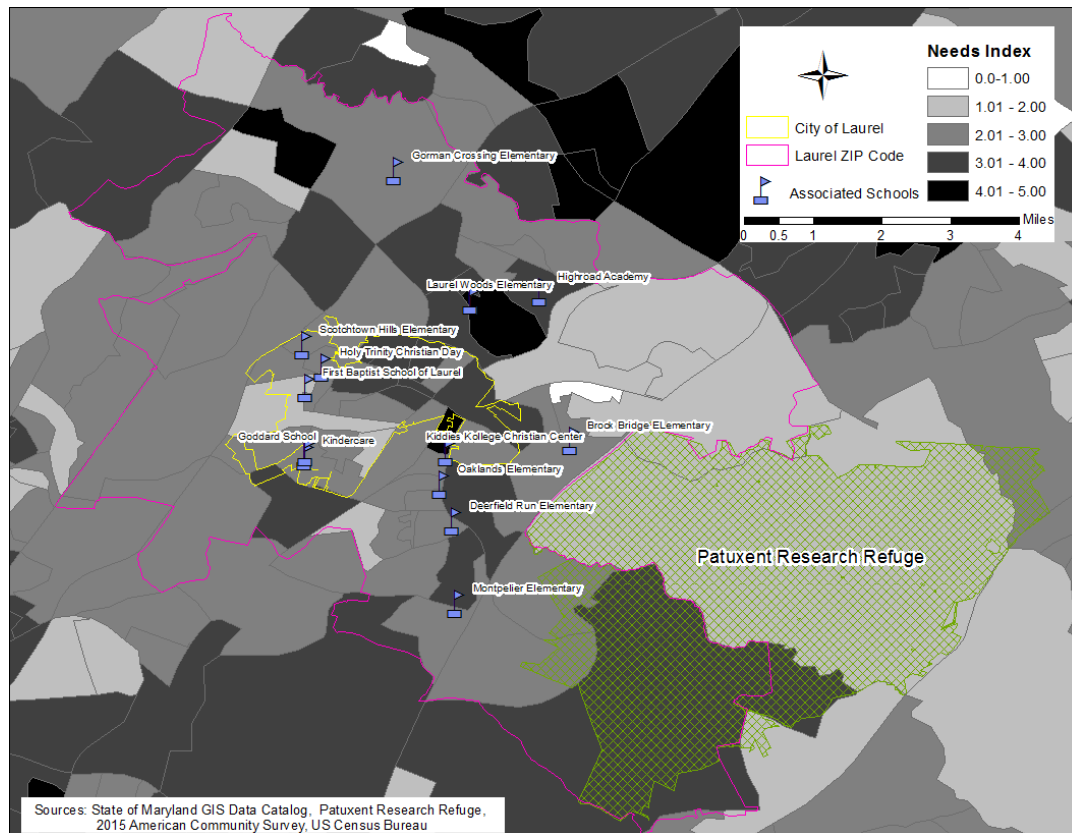 Needs Index
0.0-1.00
1.01 - 2.00
2.01 - 3.00
3.01 - 4.00
4.01 - 5.00
City of Laurel
Laurel ZIP Code
Associated Schools
Miles
0 0.5 1 2 3 4
Gorman Crossing Elementary
Highroad Academy
Laurel Woods Elementary
Scotchtown Hills Elementary
Holy Trinity Christian Day
First Baptist School of Laurel
Goddard School
Kindercare
Kiddies Kollege Christian Center
Brock Bridge ELementary
Oaklands Elementary
Deerfield Run Elementary
Patuxent Research Refuge
Montpelier Elementary
Sources: State of Maryland GIS Data Catalog, Patuxent Research Refuge,
2015 American Community Survey, US Census Bureau